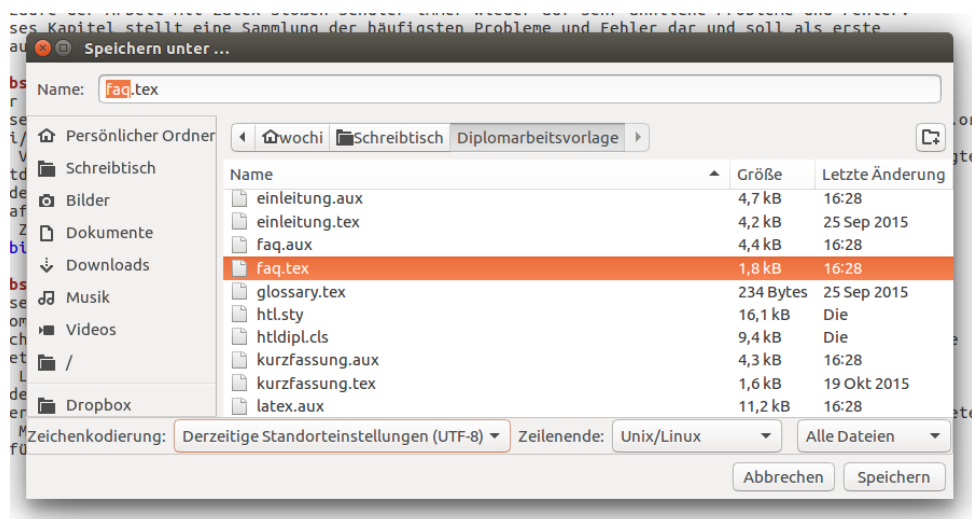 ses Kapitel stellt eine Sammlung der häufigsten Probleme und Fehler dar und soll als erste
Speichern unter ...
Name: faq.tex
Persönlicher Ordner
Schreibtisch
Bilder
Dokumente
Downloads
Musik
Videos
/
Dropbox
wochi Schreibtisch Diplomarbeitsvorlage
Name Größe Letzte Änderung
einleitung.aux 4,7 kB 16:28
einleitung.tex 4,2 kB 25 Sep 2015
faq.aux 4,4 kB 16:28
faq.tex 1,8 kB 16:28
glossary.tex 234 Bytes 25 Sep 2015
htl.sty 16,1 kB Die
htldipl.cls 9,4 kB Die
kurzfassung.aux 4,3 kB 16:28
kurzfassung.tex 1,6 kB 19 Okt 2015
latex.aux 11,2 kB 16:28
Zeichenkodierung: Derzeitige Standorteinstellungen (UTF-8) Zeilenende: Unix/Linux Alle Dateien
Abbrechen Speichern